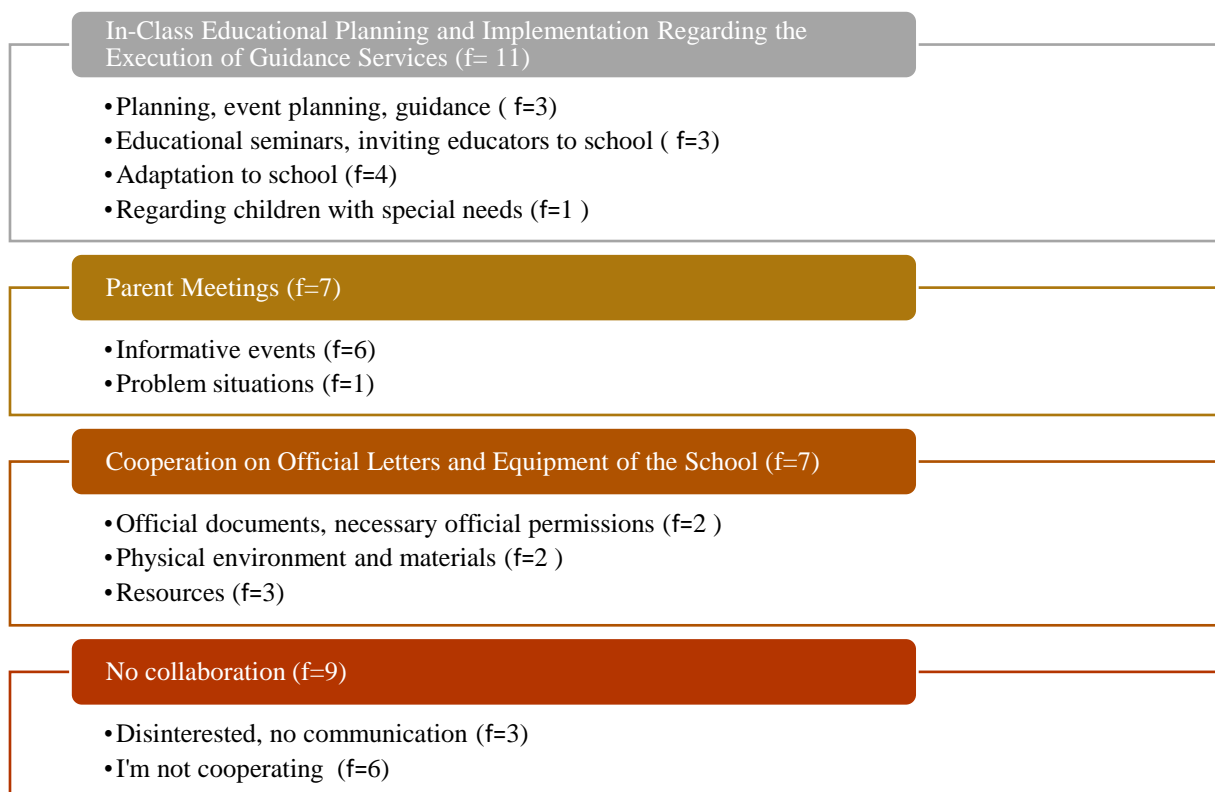 In-Class Educational Planning and Implementation Regarding the
Execution of Guidance Services (f= 11)
•Planning, event planning, guidance ( f=3)
•Educational seminars, inviting educators to school ( f=3)
•Adaptation to school (f=4)
•Regarding children with special needs (f=1 )
Parent Meetings (f=7)
•Informative events (f=6)
•Problem situations (f=1)
Cooperation on Official Letters and Equipment of the School (f=7)
•Official documents, necessary official permissions (f=2 )
•Physical environment and materials (f=2 )
•Resources (f=3)
No collaboration (f=9)
•Disinterested, no communication (f=3)
•I'm not cooperating  (f=6)